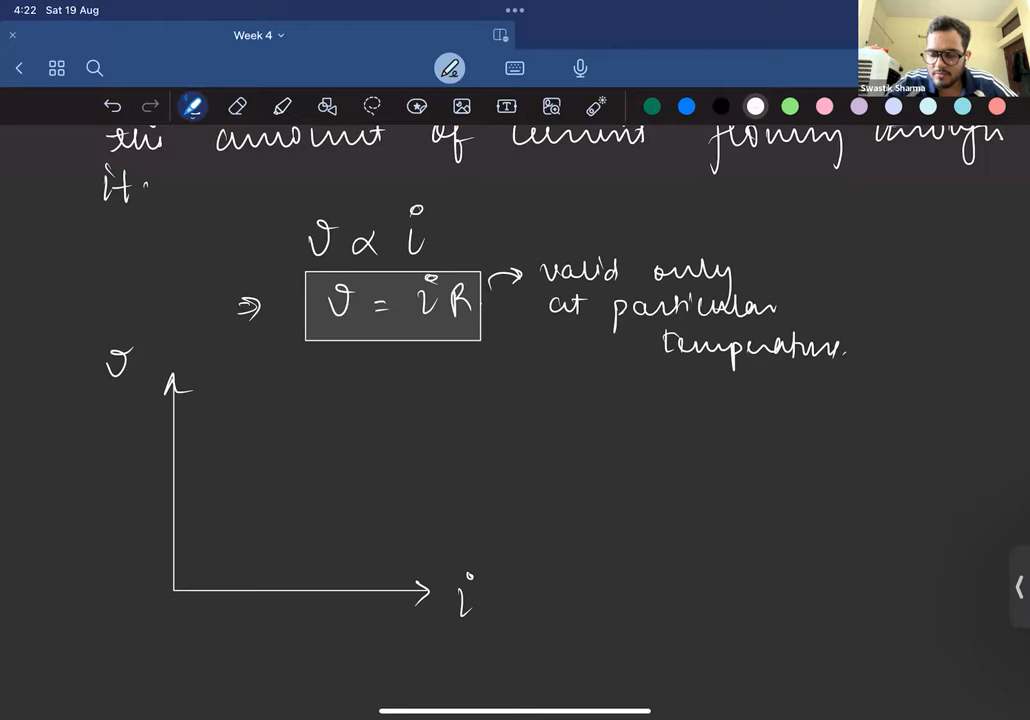 4:22 Sat 19 Aug
Week 4
Swastik Sharma
the amount of current flowing through
it.
v ∝ i
⇒ v = iR → valid only
at particular
temperature.
v
i